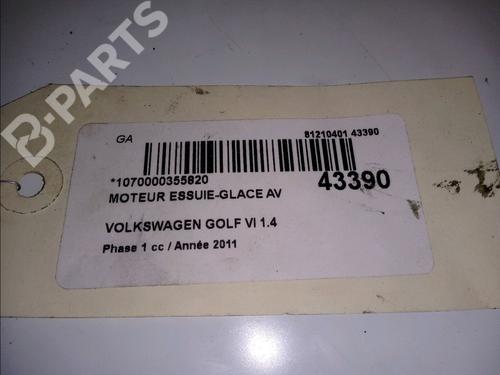 B-PARTS
GA
81210401 43390
*1070000355820
43390
MOTEUR ESSUIE-GLACE AV
VOLKSWAGEN GOLF VI 1.4
Phase 1 cc / Année 2011